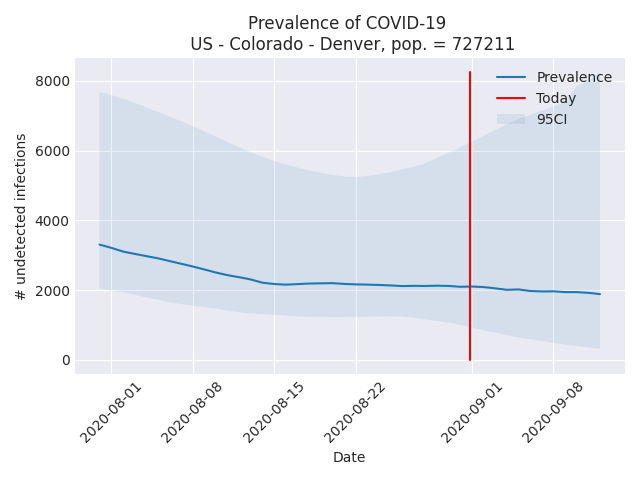 Prevalence of COVID-19
US - Colorado - Denver, pop. = 727211
Prevalence
Today
95CI
# undetected infections
8000
6000
4000
2000
0
2020-08-01
2020-08-08
2020-08-15
2020-08-22
2020-09-01
2020-09-08
Date